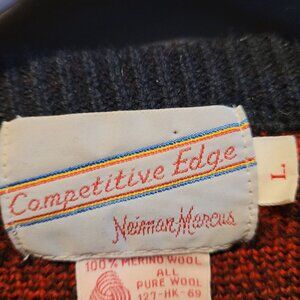 Competitive Edge
Neiman Marcus
L
100% MERINO WOOL
ALL
PURE WOOL
127-HK-69